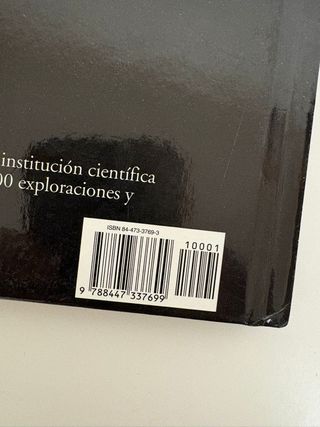 institución científica
00 exploraciones y
ISBN 84-473-3769-3
10001
9 788447 337699